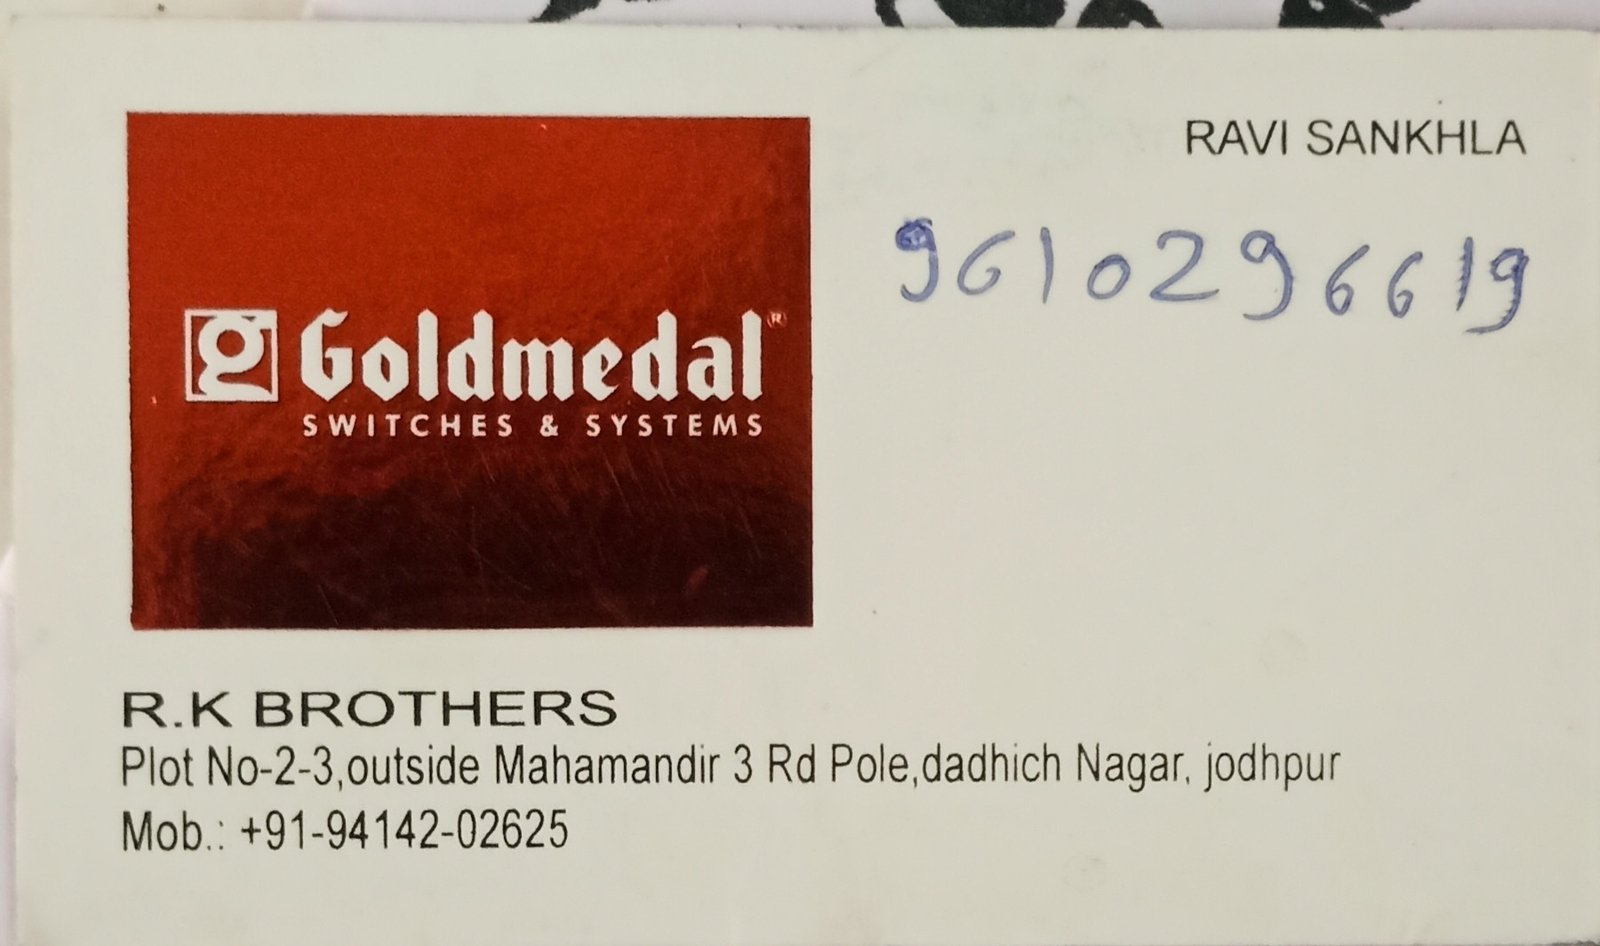 RAVI SANKHLA
9610296619
g Goldmedal®
SWITCHES & SYSTEMS
R.K BROTHERS
Plot No-2-3,outside Mahamandir 3 Rd Pole,dadhich Nagar, jodhpur
Mob.: +91-94142-02625